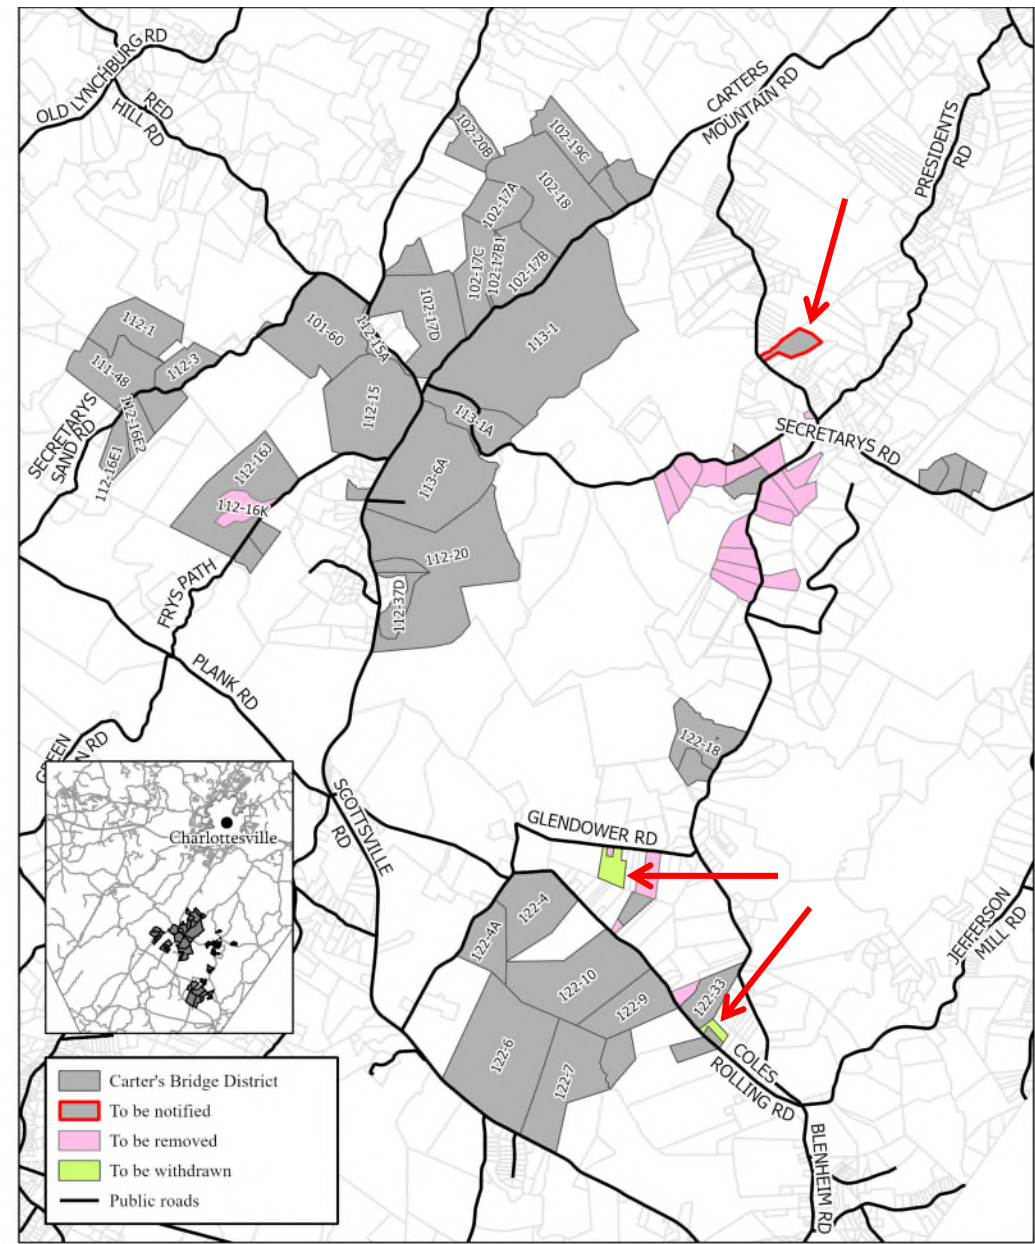 OLD LYNCHBURG RD
RED
HILL RD
CARTERS
MOUNTAIN RD
PRESIDENTS
RD
102-20B
102-19C
102-18
102-17A
102-17C
102-17B1
102-17B
102-17D
112-15A
101-60
113-1
112-1
112-3
111-48
112-15
113-1A
SECRETARYS
SAND RD
112-16E1
112-16E2
112-16J
112-16K
113-6A
SECRETARYS RD
112-20
112-37D
FRYS PATH
PLANK RD
GREEN
RD
122-18
SCOTTSVILLE
RD
GLENDOWER RD
Charlottesville
122-4
122-4A
122-10
122-9
122-33
122-6
122-7
JEFFERSON
MILL RD
COLES
ROLLING RD
BLENHEIM RD
Carter's Bridge District
To be notified
To be removed
To be withdrawn
Public roads